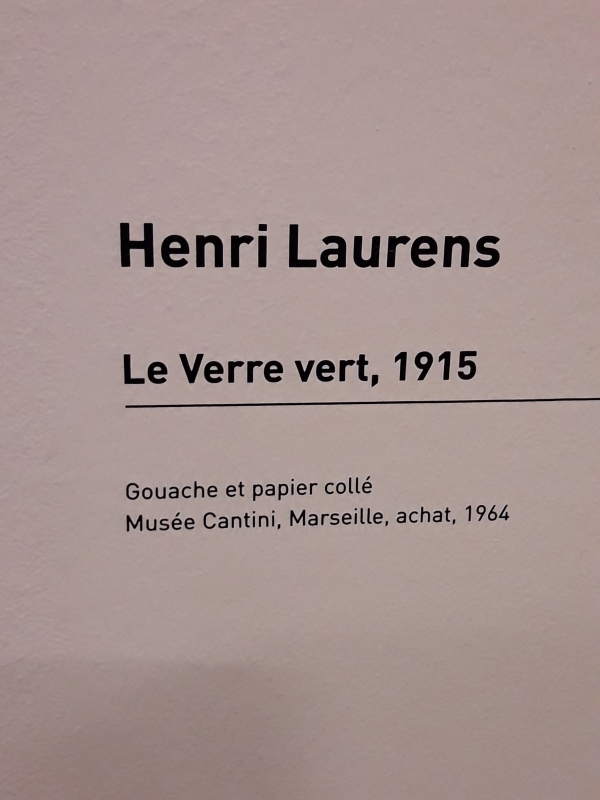 Henri Laurens
Le Verre vert, 1915
Gouache et papier collé
Musée Cantini, Marseille, achat, 1964